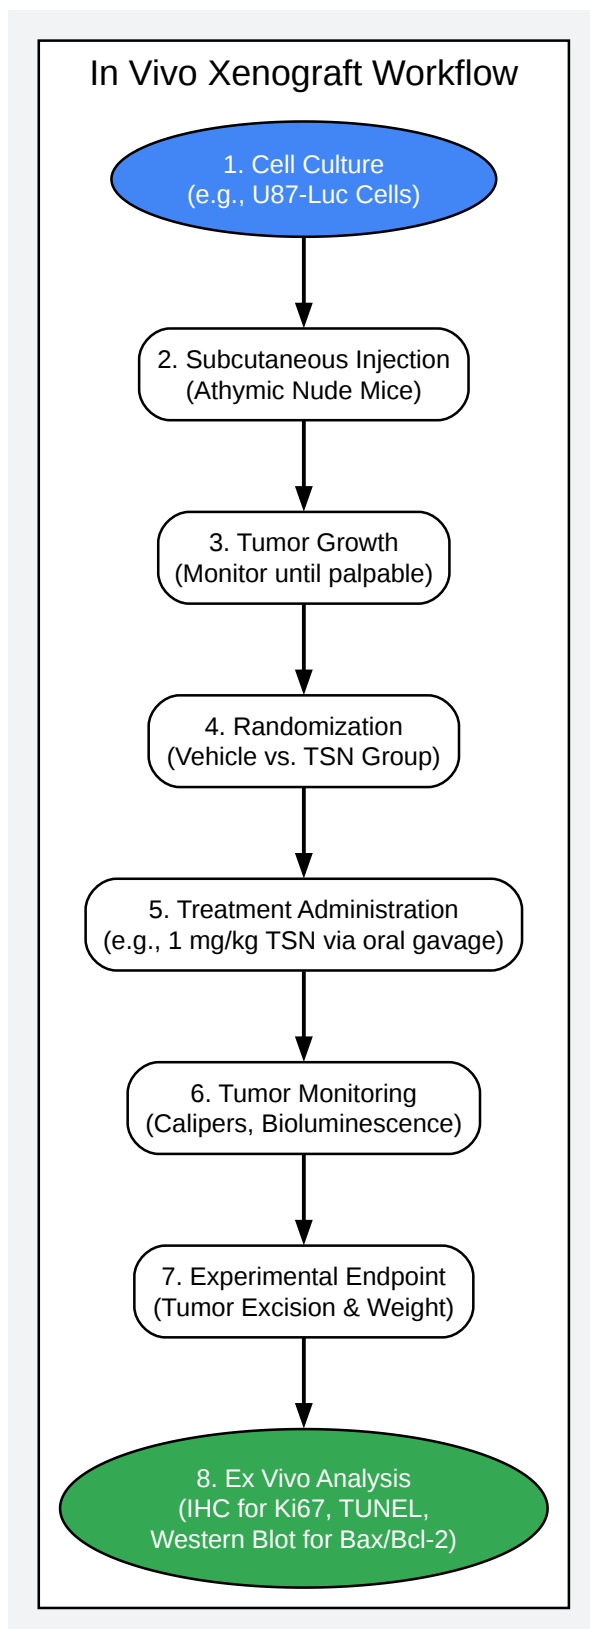 In Vivo Xenograft Workflow
1. Cell Culture
(e.g., U87-Luc Cells)
2. Subcutaneous Injection
(Athymic Nude Mice)
3. Tumor Growth
(Monitor until palpable)
4. Randomization
(Vehicle vs. TSN Group)
5. Treatment Administration
(e.g., 1 mg/kg TSN via oral gavage)
6. Tumor Monitoring
(Calipers, Bioluminescence)
7. Experimental Endpoint
(Tumor Excision & Weight)
8. Ex Vivo Analysis
(IHC for Ki67, TUNEL,
Western Blot for Bax/Bcl-2)